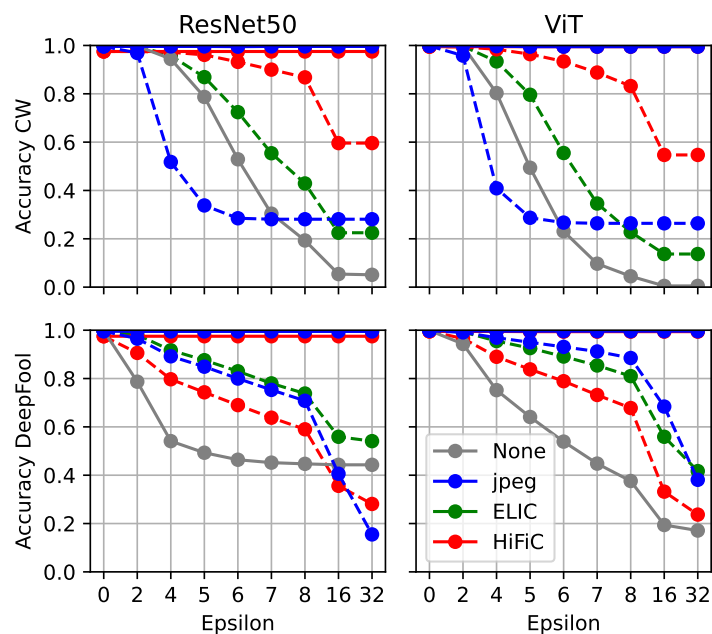 ResNet50
ViT
Accuracy CW
1.0
0.8
0.6
0.4
0.2
0.0
Accuracy DeepFool
1.0
0.8
0.6
0.4
0.2
0.0
None
jpeg
ELIC
HiFiC
0 2 4 5 6 7 8 16 32
0 2 4 5 6 7 8 16 32
Epsilon
Epsilon